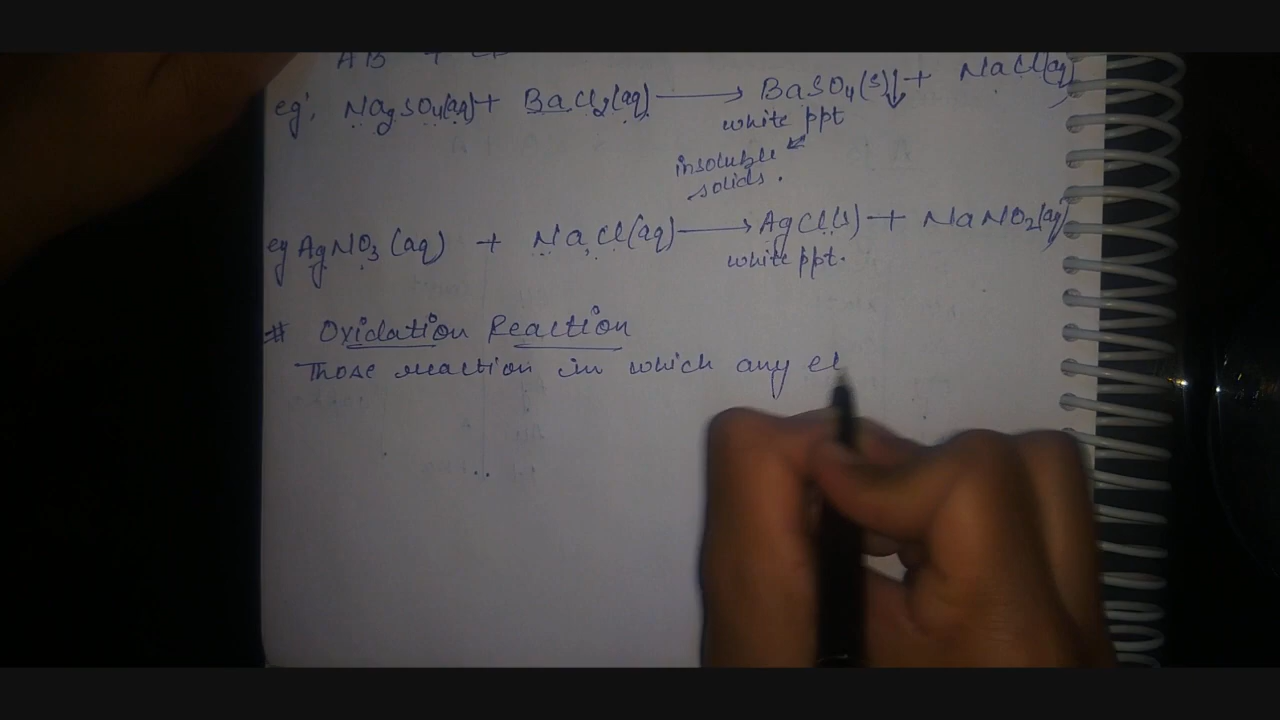 AB +
eg: Na2SO4(aq) + BaCl2(aq) → BaSO4(s)↓ + NaCl(aq)
white ppt
insoluble
solids.
eg AgNO3 (aq) + NaCl(aq) → AgCl(s) + NaNO2(aq)
white ppt.
# Oxidation Reaction
Those reaction in which any el